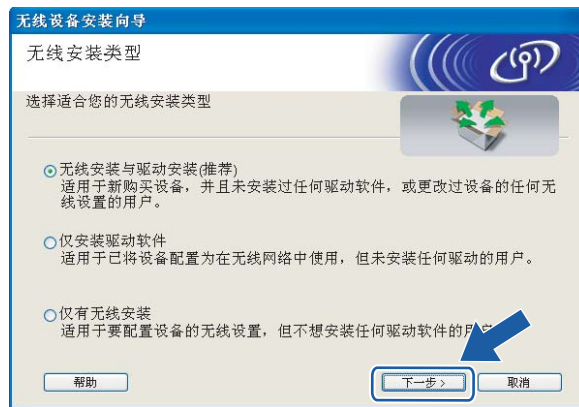 无线设备安装向导
无线安装类型
选择适合您的无线安装类型
无线安装与驱动安装(推荐)
适用于新购买设备，并且未安装过任何驱动软件，或更改过设备的任何无
线设置的用户。
仅安装驱动软件
适用于已将设备配置为在无线网络中使用，但未安装任何驱动的用户。
仅有无线安装
适用于要配置设备的无线设置，但不想安装任何驱动软件的用户
帮助
下一步 >
取消